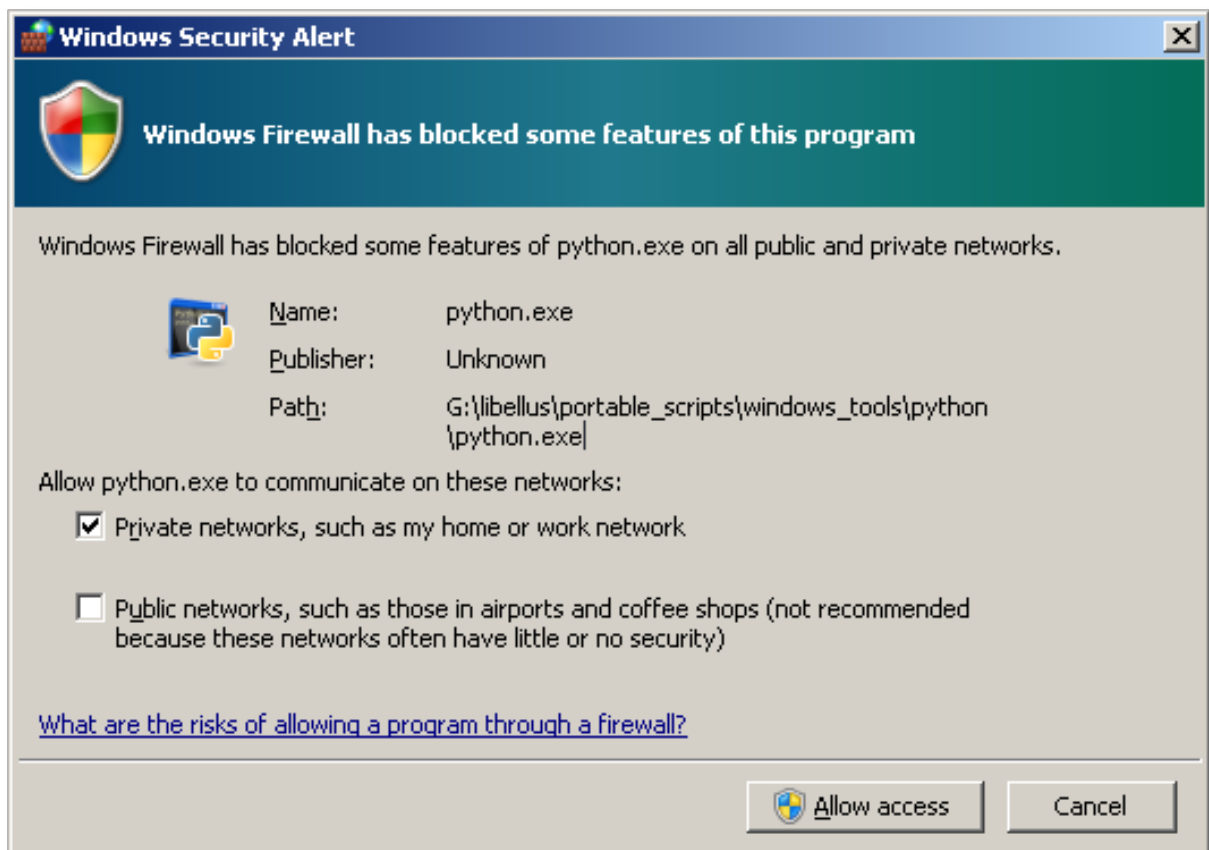 Windows Security Alert
Windows Firewall has blocked some features of this program
Windows Firewall has blocked some features of python.exe on all public and private networks.
Name: python.exe
Publisher: Unknown
Path: G:\libellus\portable_scripts\windows_tools\python
\python.exe
Allow python.exe to communicate on these networks:
Private networks, such as my home or work network
Public networks, such as those in airports and coffee shops (not recommended
because these networks often have little or no security)
What are the risks of allowing a program through a firewall?
Allow access Cancel